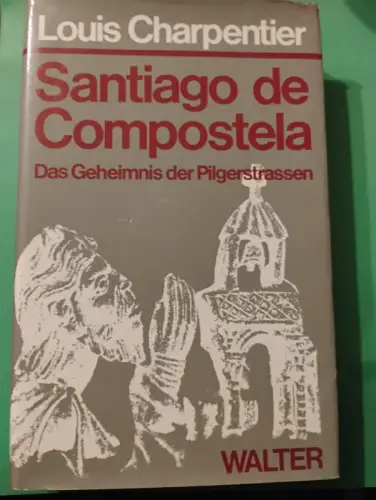 Louis Charpentier
Santiago de
Compostela
Das Geheimnis der Pilgerstrassen
WALTER